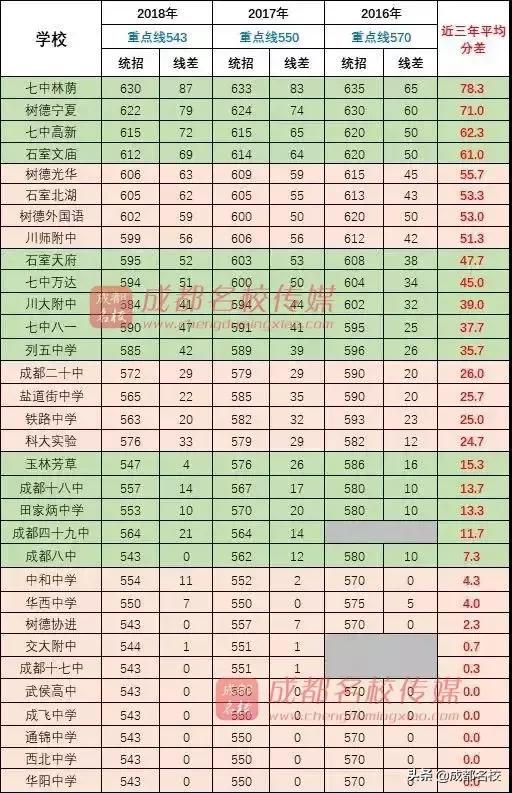 学校 2018年 2017年 2016年 近三年平均分差
重点线543 重点线550 重点线570
统招 线差 统招 线差 统招 线差
七中林荫 630 87 633 83 635 65 78.3
树德宁夏 622 79 624 74 630 60 71.0
七中高新 615 72 615 65 620 50 62.3
石室文庙 612 69 614 64 620 50 61.0
树德光华 606 63 609 59 615 45 55.7
石室北湖 605 62 605 55 613 43 53.3
树德外国语 602 59 600 50 620 50 53.0
川师附中 599 56 606 56 612 42 51.3
石室天府 595 52 603 53 608 38 47.7
七中万达 594 51 600 50 604 34 45.0
川大附中 584 41 594 44 602 32 39.0
七中八一 590 47 591 41 595 25 37.7
列五中学 585 42 589 39 596 26 35.7
成都二十中 572 29 579 29 590 20 26.0
盐道街中学 565 22 585 35 590 20 25.7
铁路中学 563 20 582 32 593 23 25.0
科大实验 576 33 579 29 582 12 24.7
玉林芳草 547 4 576 26 586 16 15.3
成都十八中 557 14 567 17 580 10 13.7
田家炳中学 553 10 570 20 580 10 13.3
成都四十九中 564 21 564 14 11.7
成都八中 543 0 562 12 580 10 7.3
中和中学 554 11 552 2 570 0 4.3
华西中学 550 7 550 0 575 5 4.0
树德协进 543 0 557 7 570 0 2.3
交大附中 544 1 551 1 0.7
成都十七中 543 0 551 1 0.3
武侯高中 543 0 550 0 570 0 0.0
成飞中学 543 0 550 0 570 0 0.0
通锦中学 543 0 550 0 570 0 0.0
西北中学 543 0 550 0 570 0 0.0
华阳中学 543 0 550 0 570 0 0.0
成都名校 成都名校传媒
www.chengdumingxiao.com
成都名校 成都名校传媒
www.chengdumingxiao.com
头条 @成都名校